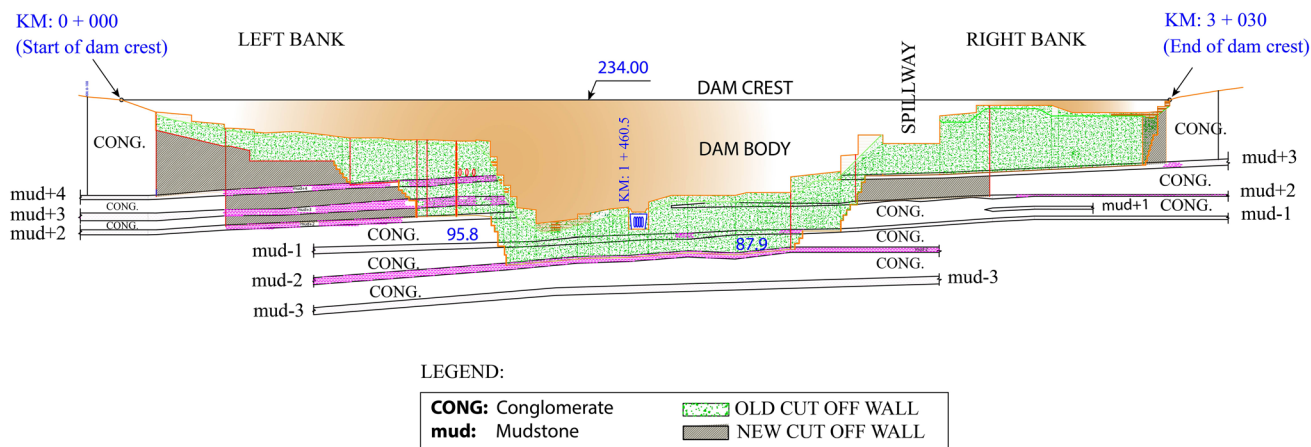 KM: 0 + 000
(Start of dam crest)
LEFT BANK
234.00
DAM CREST
SPILLWAY
RIGHT BANK
KM: 3 + 030
(End of dam crest)
CONG.
DAM BODY
KM: 1 + 460.5
CONG.
mud+4
mud+3
mud+2
CONG.
CONG.
CONG.
mud+3
CONG.
mud+2
mud+1
CONG.
mud-1
CONG.
95.8
87.9
CONG.
mud-1
CONG.
CONG.
mud-2
CONG.
mud-3
mud-3
LEGEND:
CONG: Conglomerate
OLD CUT OFF WALL
mud: Mudstone
NEW CUT OFF WALL